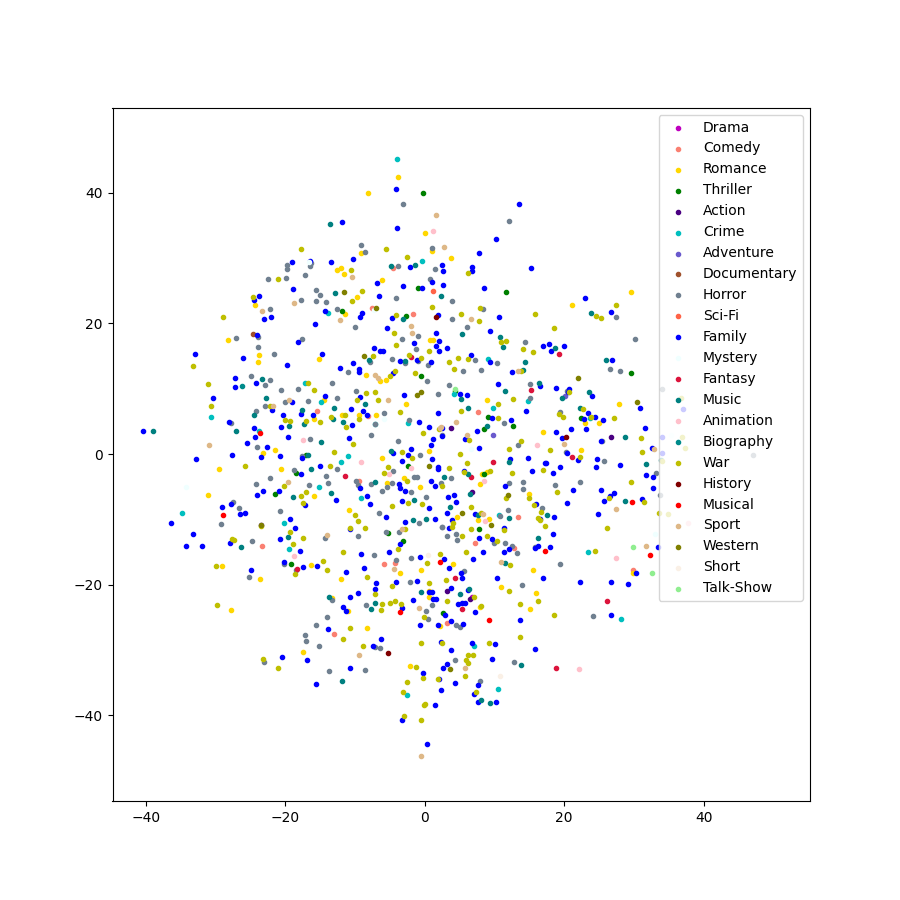 Drama
Comedy
Romance
Thriller
Action
Crime
Adventure
Documentary
Horror
Sci-Fi
Family
Mystery
Fantasy
Music
Animation
Biography
War
History
Musical
Sport
Western
Short
Talk-Show
40
20
0
−20
−40
−40 −20 0 20 40